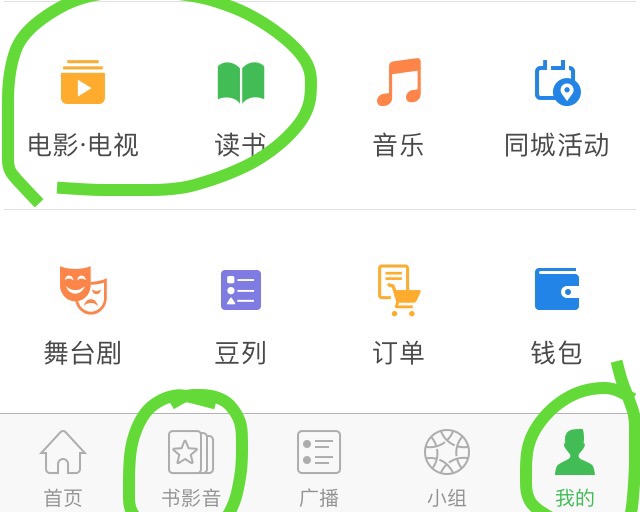 电影·电视 读书 音乐 同城活动
舞台剧 豆列 订单 钱包
首页 书影音 广播 小组 我的